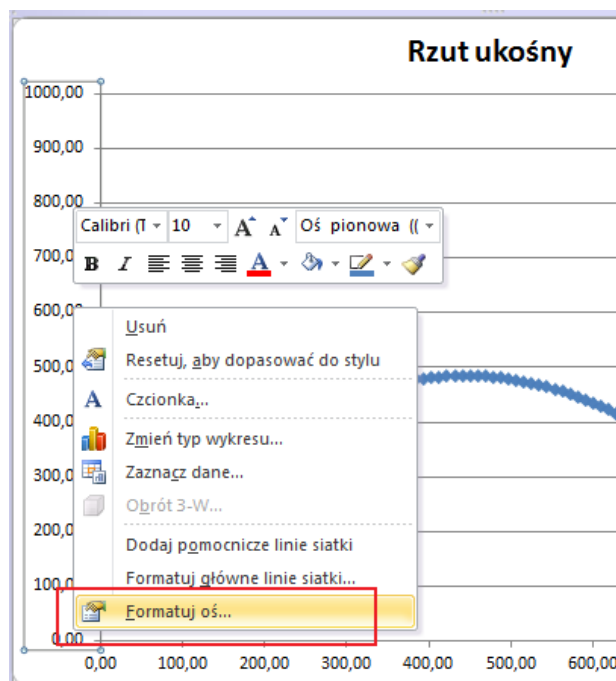 Rzut ukośny
1000,00
900,00
800,00
Calibri (T 10 A A Oś pionowa ((
700,0
B I A
600,0
Usuń
Resetuj, aby dopasować do stylu
500,0
A Czcionka...
400,0
Zmień typ wykresu...
300,0
Zaznacz dane...
Obrót 3-W...
200,0
Dodaj pomocnicze linie siatki
100,0
Formatuj główne linie siatki...
Formatuj oś...
0,00
0,00 100,00 200,00 300,00 400,00 500,00 600,00